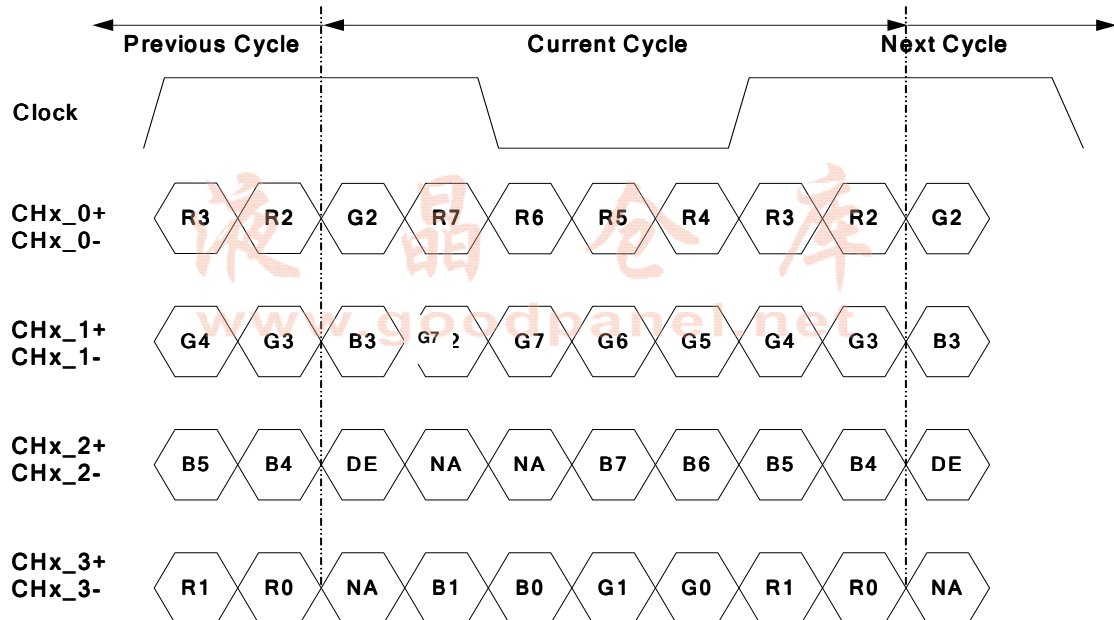 Previous Cycle Current Cycle Next Cycle
Clock
CHx_0+ R3 R2 G2 R7 R6 R5 R4 R3 R2 G2
CHx_0-
液晶仓库
CHx_1+ G4 G3 B3 G7 2 G7 G6 G5 G4 G3 B3
CHx_1-
www.goodpanel.net
CHx_2+ B5 B4 DE NA NA B7 B6 B5 B4 DE
CHx_2-
CHx_3+ R1 R0 NA B1 B0 G1 G0 R1 R0 NA
CHx_3-